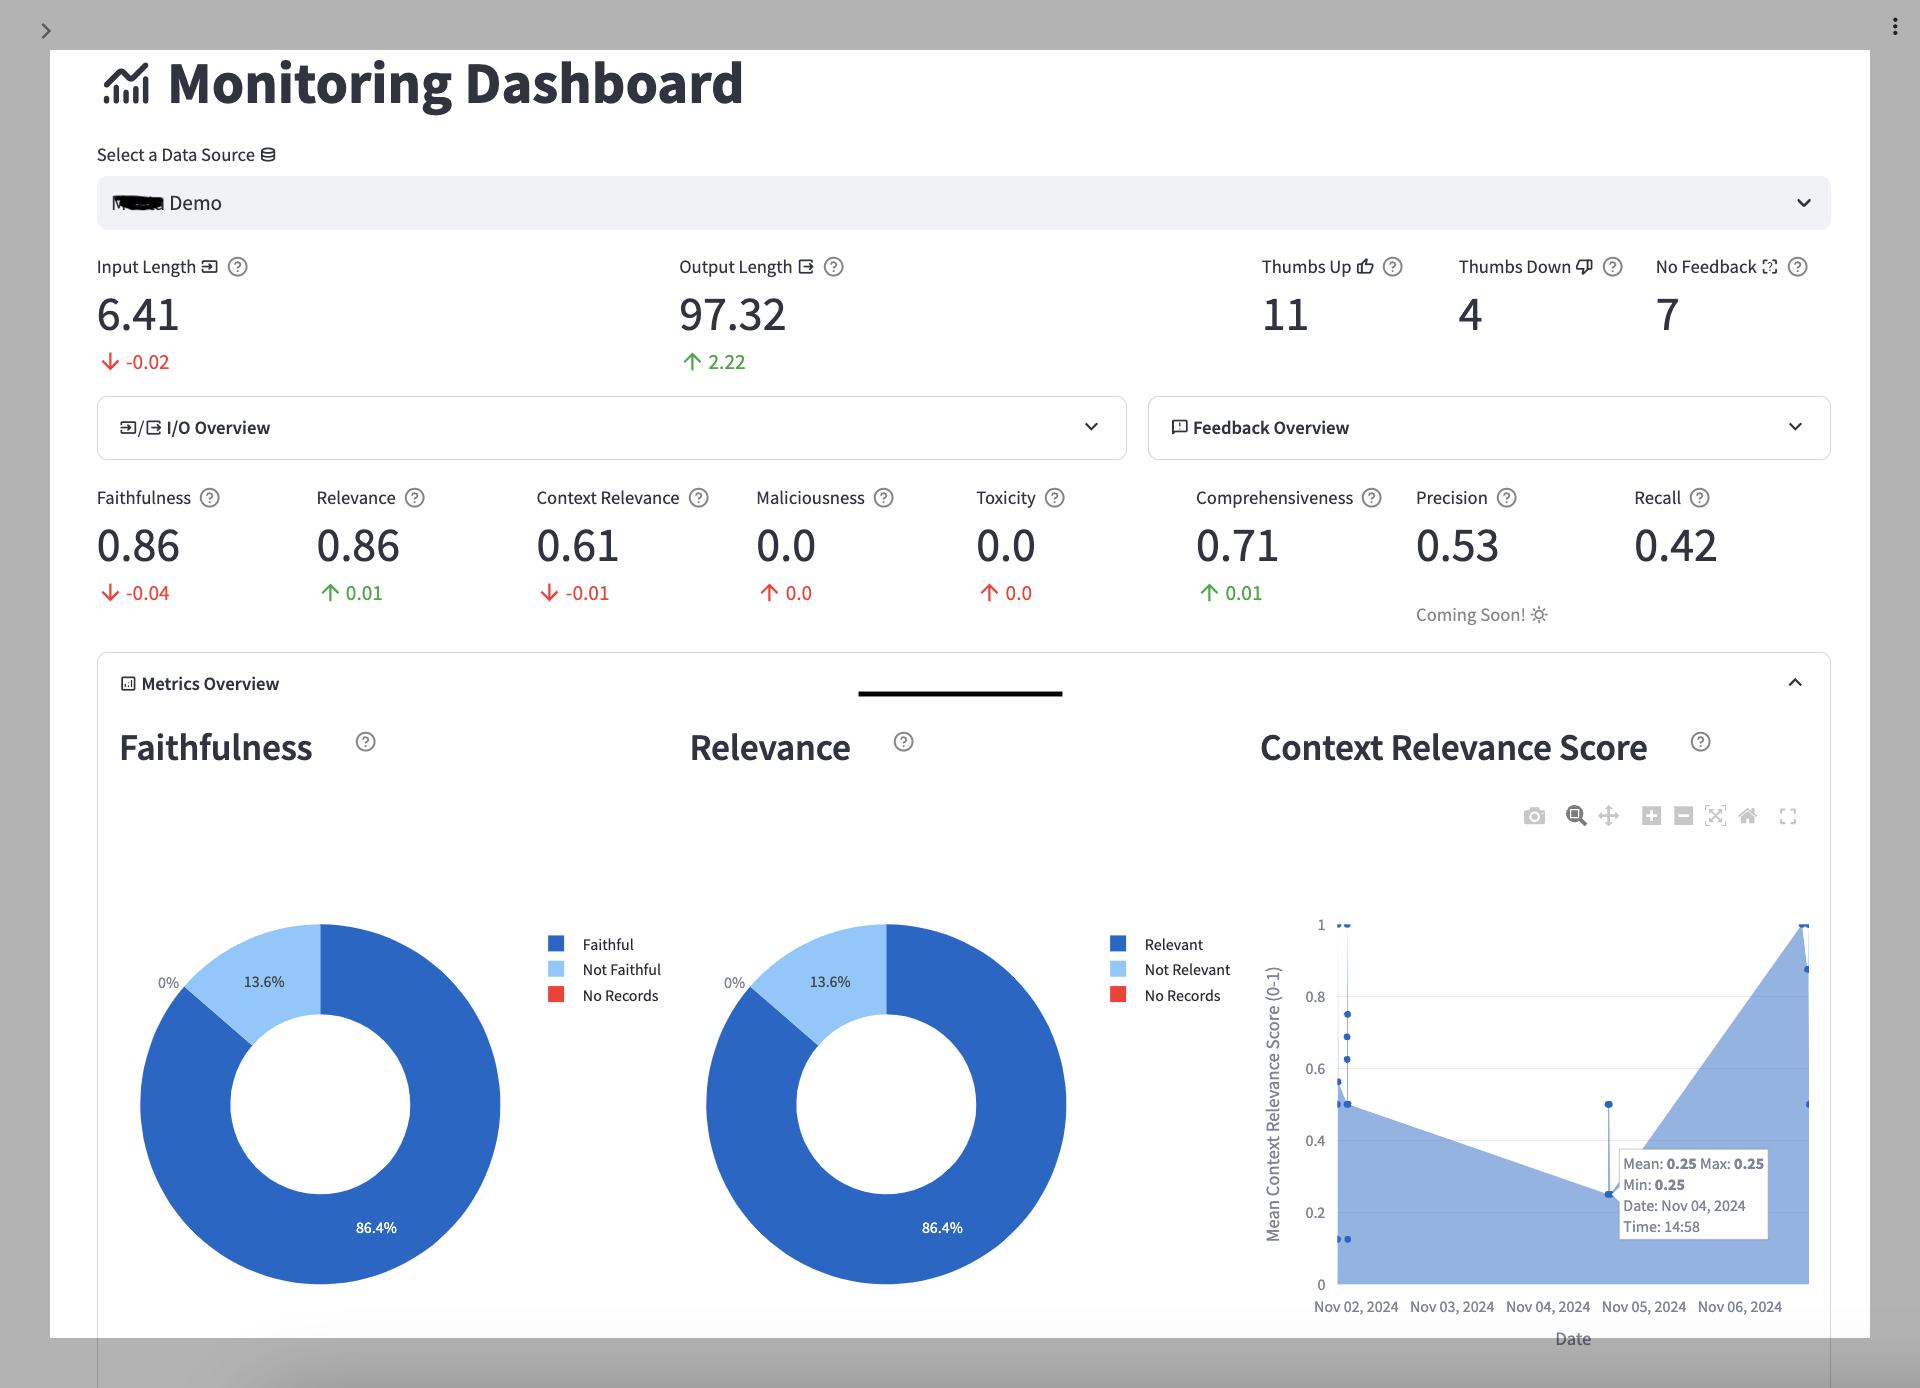 Monitoring Dashboard
Select a Data Source
Demo
Input Length
6.41
-0.02
Output Length
97.32
2.22
Thumbs Up
11
Thumbs Down
4
No Feedback
7
/ I/O Overview
Feedback Overview
Faithfulness
0.86
-0.04
Relevance
0.86
0.01
Context Relevance
0.61
-0.01
Maliciousness
0.0
0.0
Toxicity
0.0
0.0
Comprehensiveness
0.71
0.01
Precision
0.53
Coming Soon!
Recall
0.42
Metrics Overview
Faithfulness
0%
13.6%
86.4%
Faithful
Not Faithful
No Records
Relevance
0%
13.6%
86.4%
Relevant
Not Relevant
No Records
Context Relevance Score
Mean Context Relevance Score (0-1)
1
0.8
0.6
0.4
0.2
0
Mean: 0.25 Max: 0.25
Min: 0.25
Date: Nov 04, 2024
Time: 14:58
Nov 02, 2024 Nov 03, 2024 Nov 04, 2024 Nov 05, 2024 Nov 06, 2024
Date